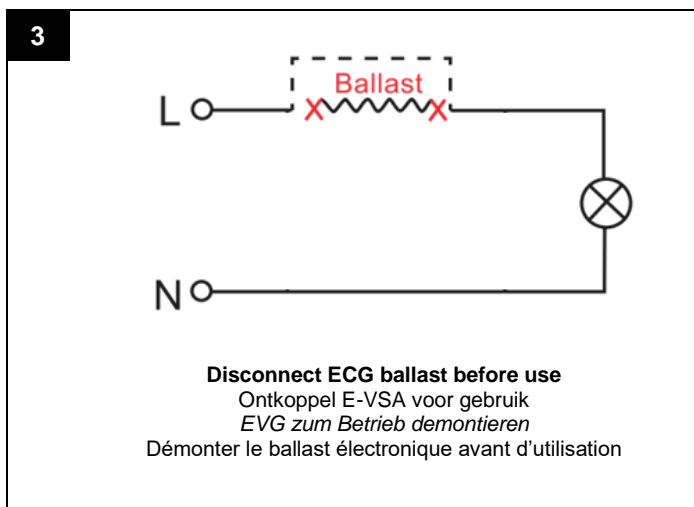 3
Ballast
L
N
Disconnect ECG ballast before use
Ontkoppel E-VSA voor gebruik
EVG zum Betrieb demontieren
Démonter le ballast électronique avant d’utilisation